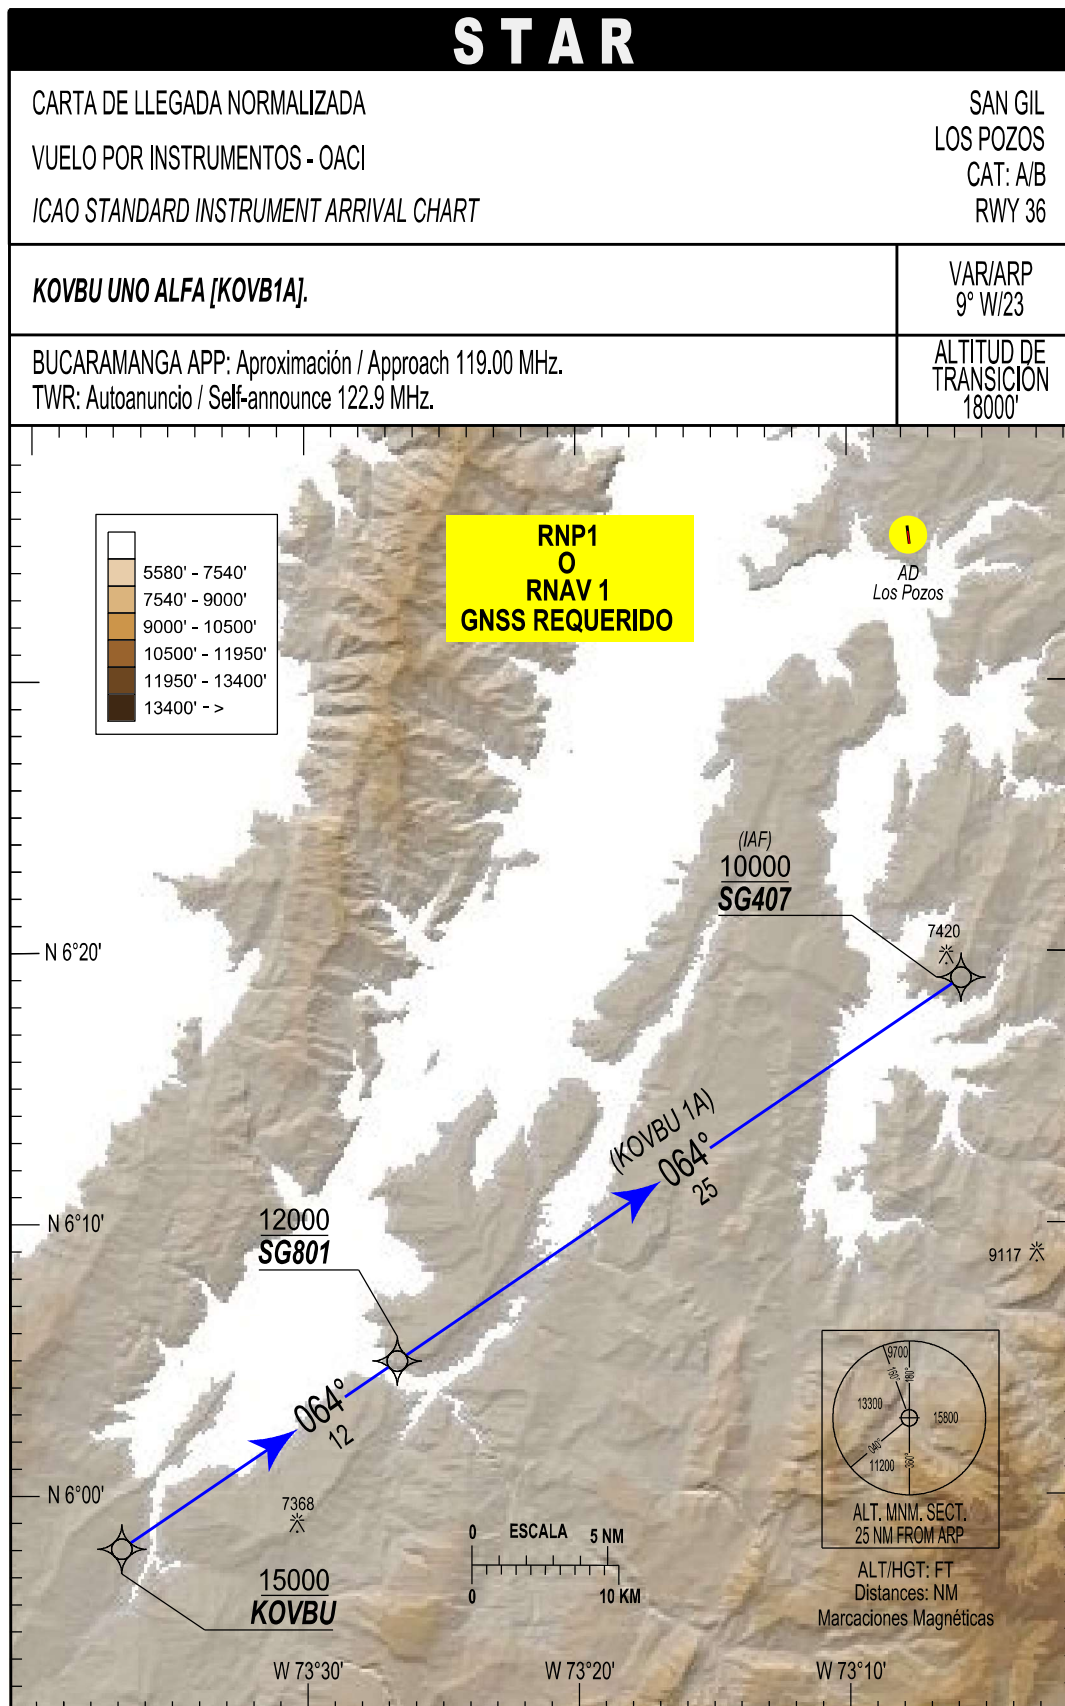 STAR
CARTA DE LLEGADA NORMALIZADA
VUELO POR INSTRUMENTOS - OACI
ICAO STANDARD INSTRUMENT ARRIVAL CHART
SAN GIL
LOS POZOS
CAT: A/B
RWY 36
KOVBU UNO ALFA [KOVB1A].
VAR/ARP
9° W/23
BUCARAMANGA APP: Aproximación / Approach 119.00 MHz.
TWR: Autoanuncio / Self-announce 122.9 MHz.
ALTITUD DE
TRANSICIÓN
18000'
5580' - 7540'
7540' - 9000'
9000' - 10500'
10500' - 11950'
11950' - 13400'
13400' - >
RNP1
O
RNAV 1
GNSS REQUERIDO
AD
Los Pozos
(IAF)
10000
SG407
7420
N 6°20'
(KOVBU 1A)
064°
25
N 6°10'
12000
SG801
9117
064°
12
9700
160°
180°
13300
15800
040°
11200
360°
ALT. MNM. SECT.
25 NM FROM ARP
N 6°00'
7368
0 ESCALA 5 NM
0 10 KM
15000
KOVBU
ALT/HGT: FT
Distances: NM
Marcaciones Magnéticas
W 73°30'
W 73°20'
W 73°10'